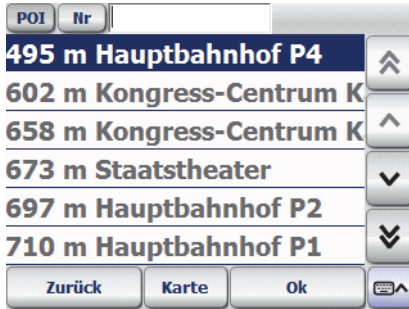 POI Nr
495 m Hauptbahnhof P4
602 m Kongress-Centrum K
658 m Kongress-Centrum K
673 m Staatstheater
697 m Hauptbahnhof P2
710 m Hauptbahnhof P1
Zurück Karte Ok